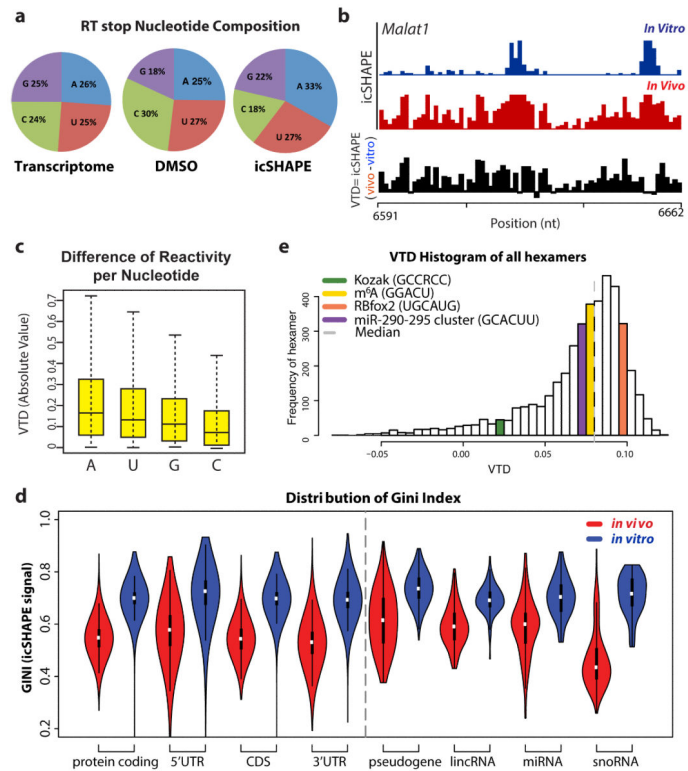 a
RT stop Nucleotide Composition
G 25%
A 26%
C 24%
U 25%
Transcriptome
G 18%
A 25%
C 30%
U 27%
DMSO
G 22%
A 33%
C 18%
U 27%
icSHAPE
b
Malat1
In Vitro
In Vivo
icSHAPE
VTD= icSHAPE
(vivo-vitro)
6591
Position (nt)
6662
c
Difference of Reactivity
per Nucleotide
VTD (Absolute Value)
0.7
0.6
0.5
0.4
0.3
0.2
0.1
0
A
U
G
C
e
VTD Histogram of all hexamers
Kozak (GCCRCC)
m⁶A (GGACU)
RBfox2 (UGCAUG)
miR-290-295 cluster (GCACUU)
Median
Frequency of hexamer
400
300
200
100
0
−0.05
0.00
0.05
0.10
VTD
d
Distribution of Gini Index
in vivo
in vitro
GINI (icSHAPE signal)
1.0
0.8
0.6
0.4
0.2
protein coding
5'UTR
CDS
3'UTR
pseudogene
lincRNA
miRNA
snoRNA